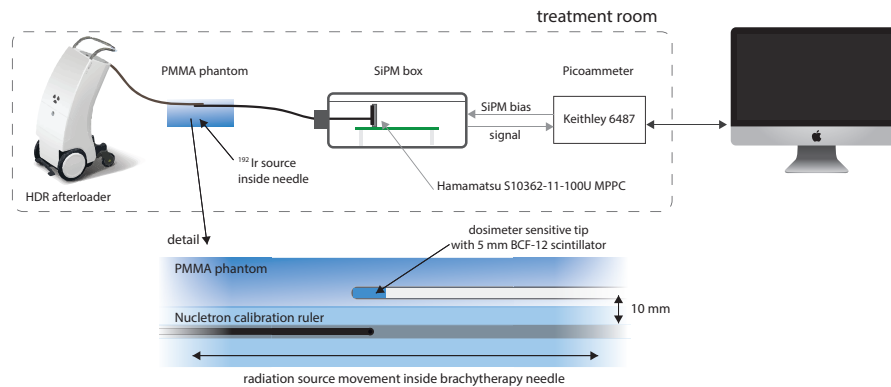 treatment room
PMMA phantom
SiPM box
Picoammeter
SiPM bias
Keithley 6487
signal
¹⁹² Ir source
inside needle
Hamamatsu S10362-11-100U MPPC
HDR afterloader
detail
dosimeter sensitive tip
with 5 mm BCF-12 scintillator
PMMA phantom
10 mm
Nucletron calibration ruler
radiation source movement inside brachytherapy needle